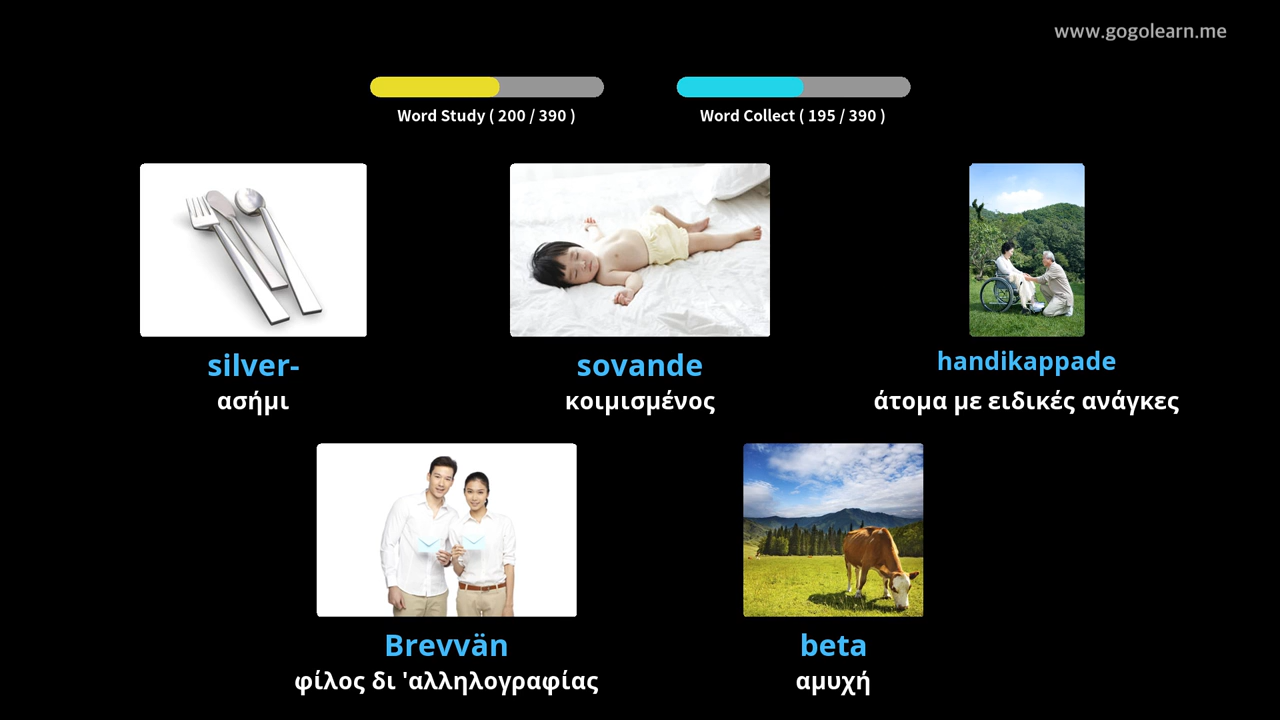 www.gogolearn.me
Word Study ( 200 / 390 )
Word Collect ( 195 / 390 )
silver-
ασήμι
sovande
κοιμισμένος
handikappade
άτομα με ειδικές ανάγκες
Brevvän
φίλος δι 'αλληλογραφίας
beta
αμυχή